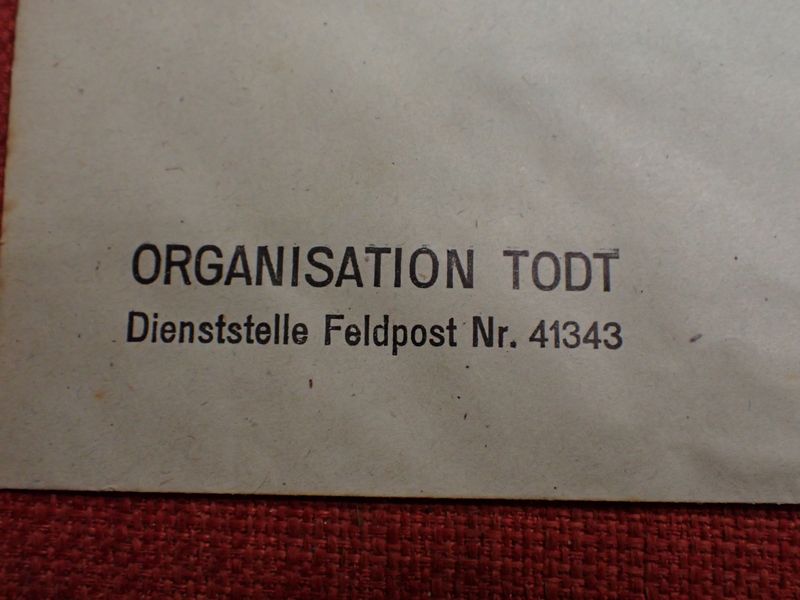 ORGANISATION TODT
Dienststelle Feldpost Nr. 41343